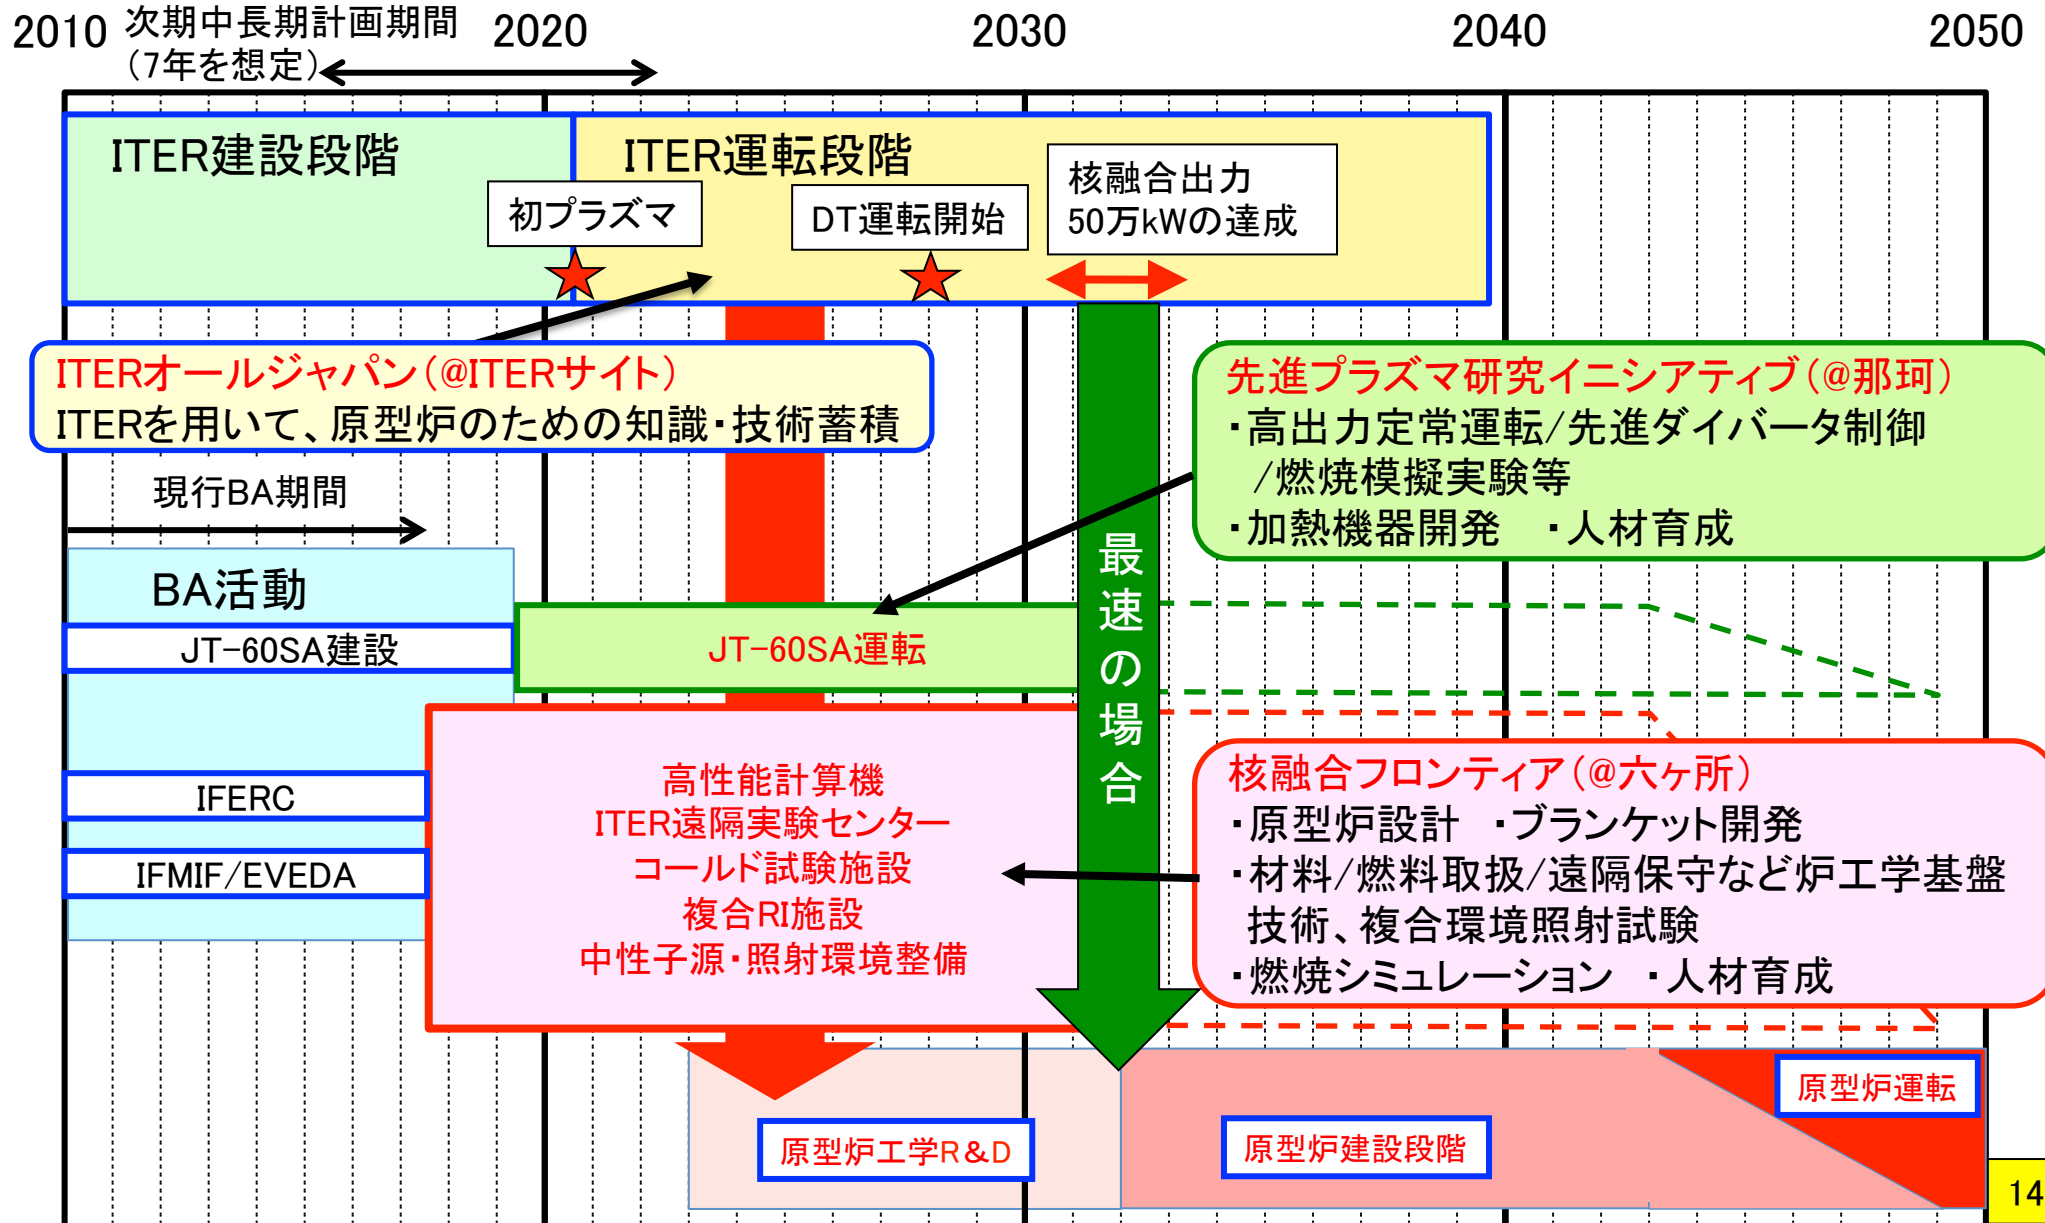 2010
次期中長期計画期間
(7年を想定)
2020
2030
2040
2050
ITER建設段階
ITER運転段階
初プラズマ
DT運転開始
核融合出力
50万kWの達成
ITERオールジャパン(@ITERサイト)
ITERを用いて、原型炉のための知識・技術蓄積
先進プラズマ研究イニシアティブ(@那珂)
・高出力定常運転/先進ダイバータ制御
/燃焼模擬実験等
・加熱機器開発 ・人材育成
現行BA期間
BA活動
JT-60SA建設
JT-60SA運転
最速の場合
IFERC
IFMIF/EVEDA
高性能計算機
ITER遠隔実験センター
コールド試験施設
複合RI施設
中性子源・照射環境整備
核融合フロンティア(@六ヶ所)
・原型炉設計 ・ブランケット開発
・材料/燃料取扱/遠隔保守など炉工学基盤
技術、複合環境照射試験
・燃焼シミュレーション ・人材育成
原型炉工学R&D
原型炉建設段階
原型炉運転
14